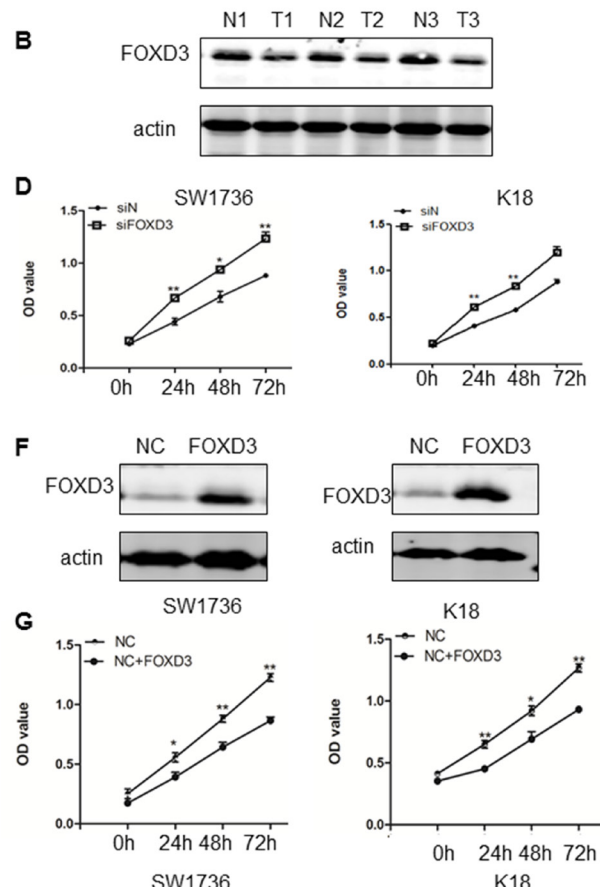 B
N1 T1 N2 T2 N3 T3
FOXD3
actin
D
SW1736
siN
siFOXD3
OD value
1.5
1.0
0.5
0.0
**
*
**
0h 24h 48h 72h
K18
siN
siFOXD3
OD value
1.5
1.0
0.5
0.0
**
**
0h 24h 48h 72h
F
NC FOXD3
FOXD3
actin
SW1736
NC FOXD3
FOXD3
actin
K18
G
NC
NC+FOXD3
OD value
1.5
1.0
0.5
0.0
*
**
**
0h 24h 48h 72h
SW1736
NC
NC+FOXD3
OD value
1.5
1.0
0.5
0.0
**
*
**
0h 24h 48h 72h
K18